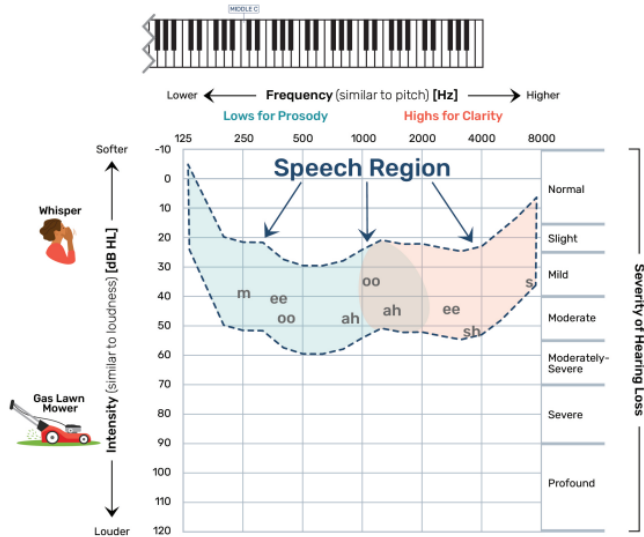 MIDDLE C
Lower Frequency (similar to pitch) [Hz] Higher
Lows for Prosody Highs for Clarity
125 250 500 1000 2000 4000 8000
Softer
-10
0
10
20
30
40
50
60
70
80
90
100
110
120
Louder
Whisper
Gas Lawn
Mower
Intensity (similar to loudness) [dB HL]
Speech Region
m
ee
oo
ah
oo
ah
ee
sh
s
Normal
Slight
Mild
Moderate
Moderately-
Severe
Severe
Profound
Severity of Hearing Loss